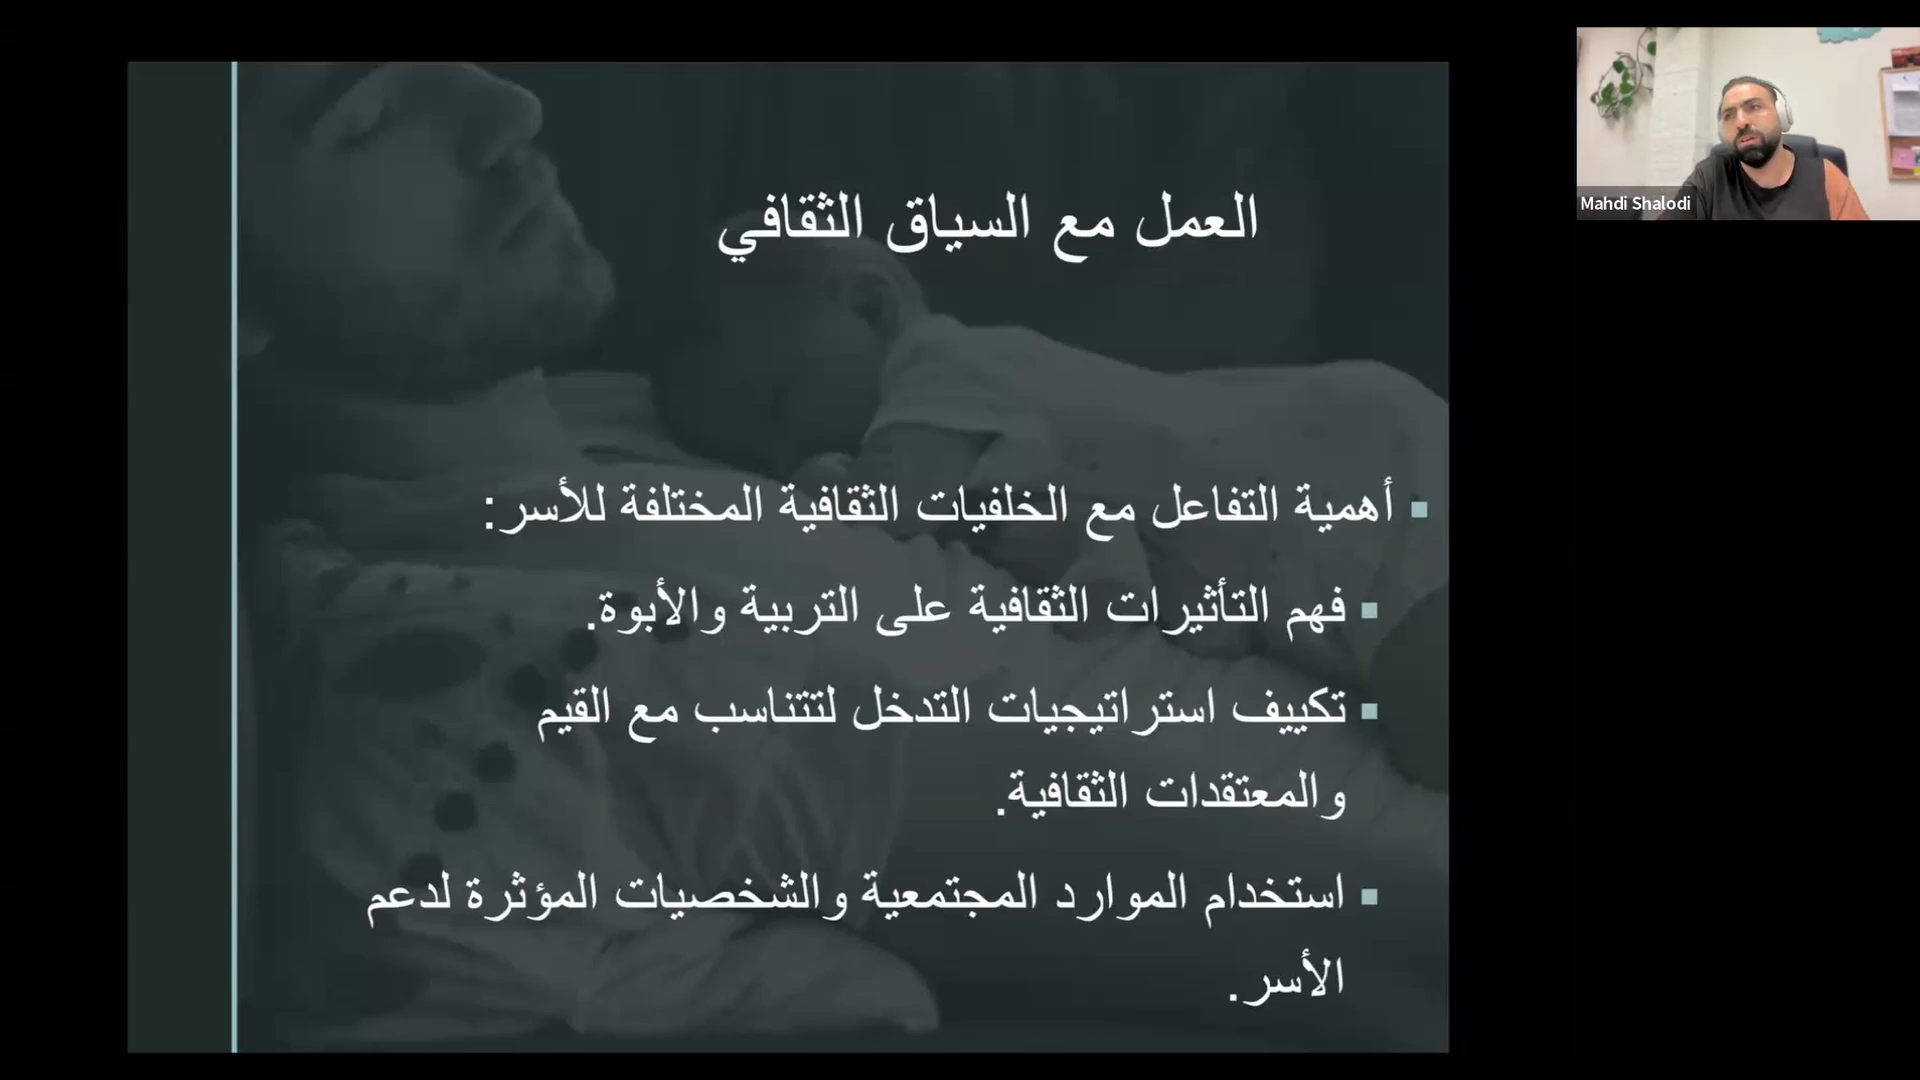 العمل مع السياق الثقافي
أهمية التفاعل مع الخلفيات الثقافية المختلفة للأسر:
فهم التأثيرات الثقافية على التربية والأبوة.
تكييف استراتيجيات التدخل لتتناسب مع القيم
والمعتقدات الثقافية.
استخدام الموارد المجتمعية والشخصيات المؤثرة لدعم
الأسر.
Mahdi Shalodi